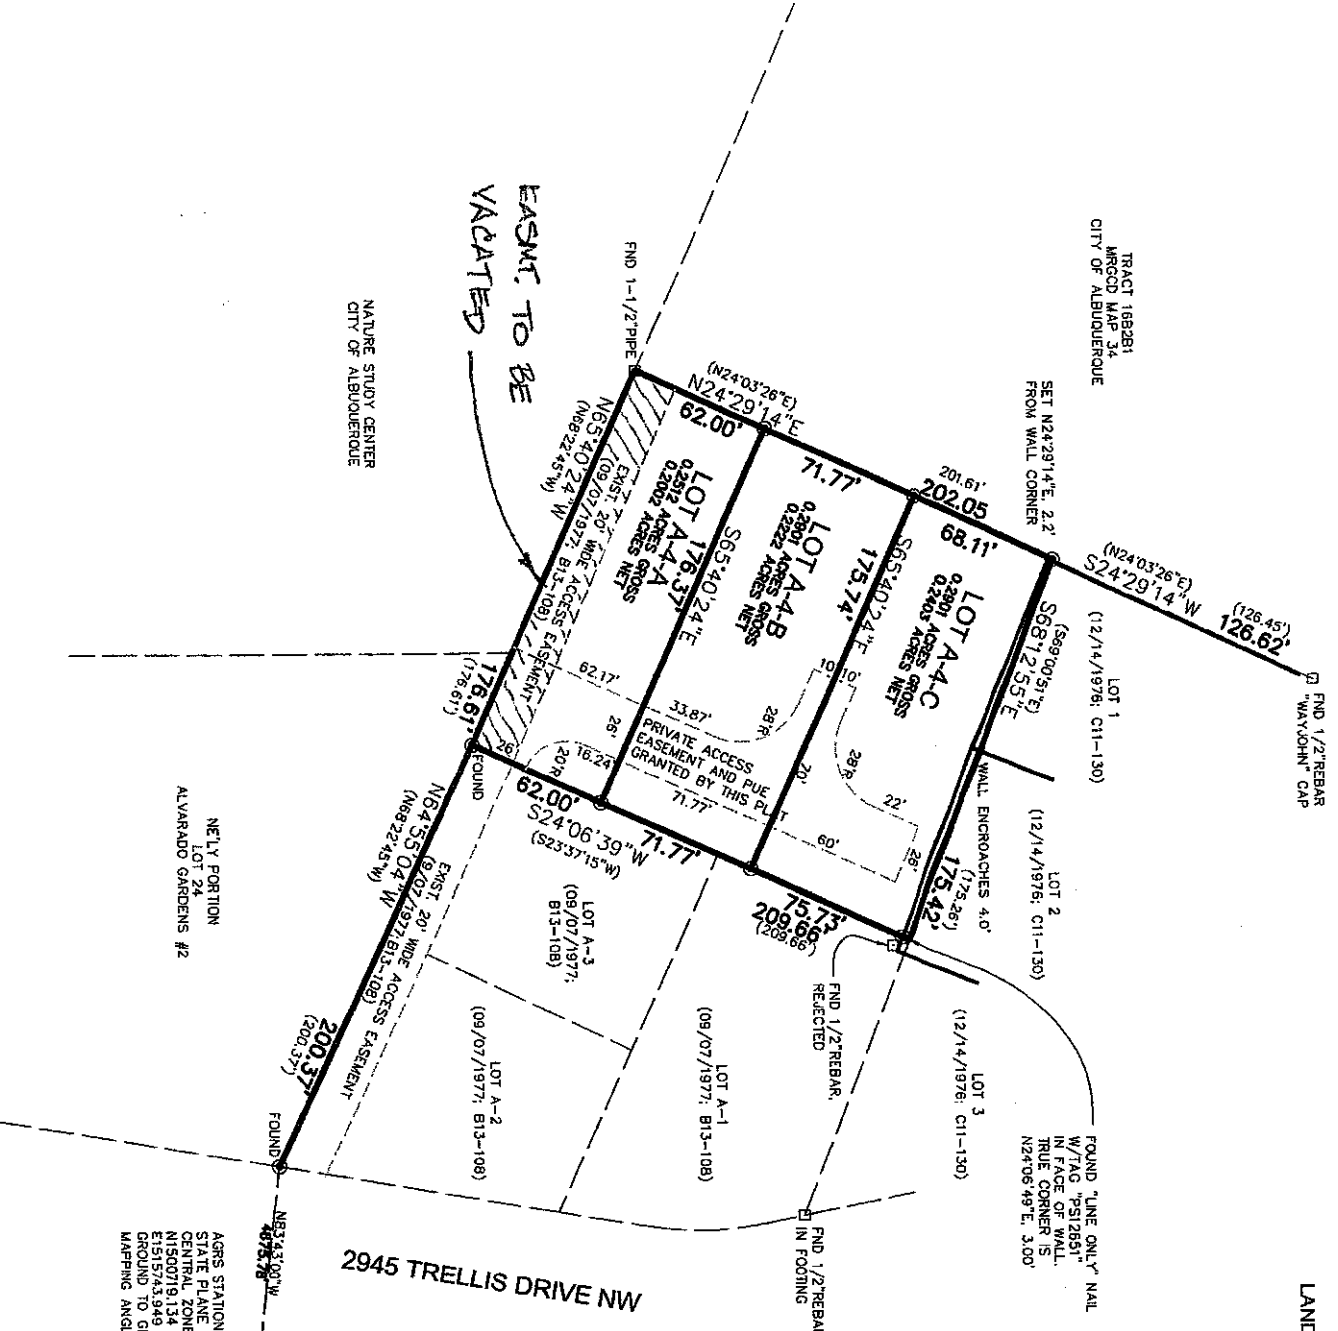 TRACT 16B2B1
MRGCD MAP 34
CITY OF ALBUQUERQUE
SET N24°29'14"E, 2.2'
FROM WALL CORNER
FND 1/2"REBAR
"WAYJOHN" CAP
(N24°03'26"E)
S24°29'14"W
(126.45')
126.62'
FND 1-1/2"PIPE
EASMT. TO BE
VACATED
NATURE STUDY CENTER
CITY OF ALBUQUERQUE
(N24°03'26"E)
N24°29'14"E
62.00'
71.77'
201.61'
202.05
68.11'
LOT A-4-A
0.2512 ACRES GROSS
0.2002 ACRES NET
176.37'
S65°40'24"E
LOT A-4-B
0.2901 ACRES GROSS
0.2222 ACRES NET
175.74'
S65°40'24"E
LOT A-4-C
0.2901 ACRES GROSS
0.2403 ACRES NET
(S69°00'51"E)
S68°12'55"E
(175.26')
175.42'
WALL ENCROACHES 4.0'
LOT 1
(12/14/1976; C11-130)
LOT 2
(12/14/1976; C11-130)
LOT 3
(12/14/1976; C11-130)
EXIST. 20' WIDE ACCESS EASEMENT
(09/07/1977; B13-108)
N65°40'24"W
(N68°22'45"W)
176.61'
(176.61')
62.17'
33.87'
26'
28'R
10'
10'
28'R
22'
26'
60'
70'
PRIVATE ACCESS
EASEMENT AND PUE
GRANTED BY THIS PLAT
71.77'
16.24'
20'R
26'
FOUND
62.00'
S24°06'39"W
(S23°37'15"W)
71.77'
75.73'
209.66'
(209.66')
FND 1/2"REBAR,
REJECTED
FOUND "LINE ONLY" NAIL
W/TAG "PS12651"
IN FACE OF WALL.
TRUE CORNER IS
N24°06'49"E, 3.00'
N64°55'04"W
(N68°22'45"W)
EXIST. 20' WIDE ACCESS EASEMENT
(9/07/1977;B13-108)
200.37'
(200.37')
NE'LY PORTION
LOT 24
ALVARADO GARDENS #2
LOT A-3
(09/07/1977;
B13-108)
LOT A-2
(09/07/1977; B13-108)
LOT A-1
(09/07/1977; B13-108)
FND 1/2"REBAR
IN FOOTING
FOUND
N83°43'00"W
4675.78
2945 TRELLIS DRIVE NW
AGRS STATION
STATE PLANE
CENTRAL ZONE
N1500719.134
E1515743.949
GROUND TO
MAPPING
LAND